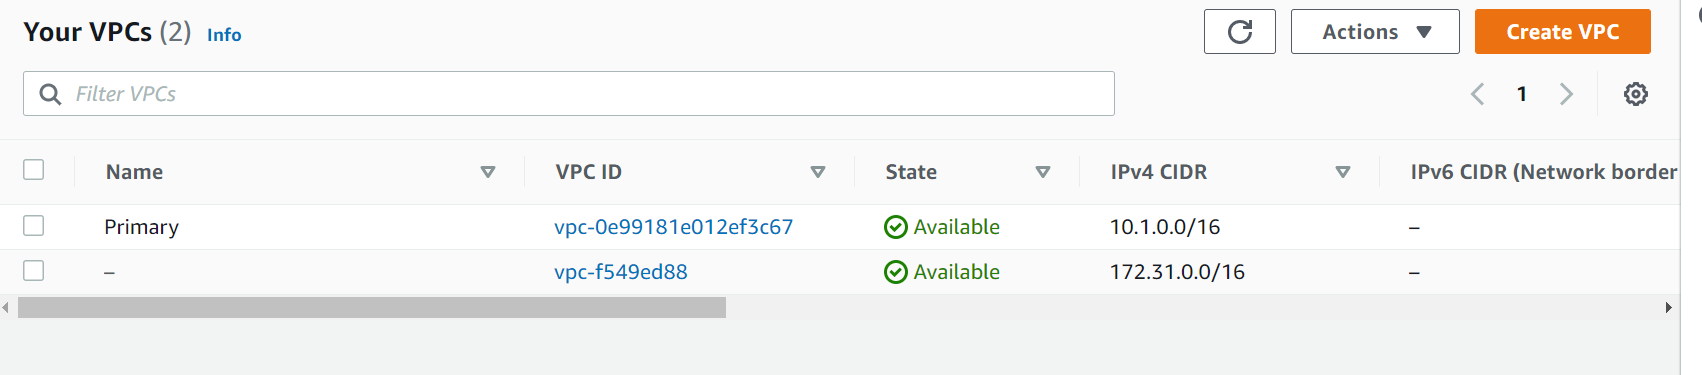 Your VPCs (2) Info
Actions
Create VPC
Filter VPCs
1
Name VPC ID State IPv4 CIDR IPv6 CIDR (Network border
Primary vpc-0e99181e012ef3c67 Available 10.1.0.0/16 –
– vpc-f549ed88 Available 172.31.0.0/16 –